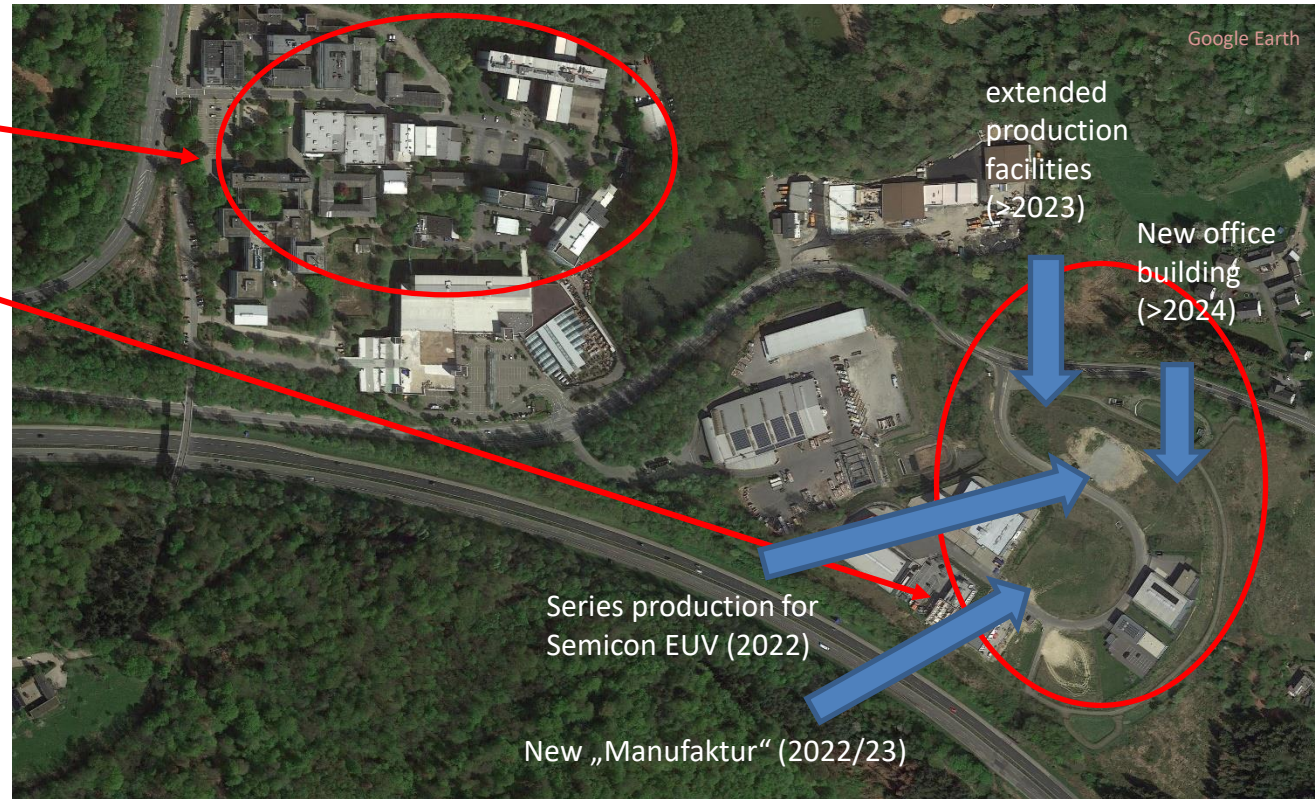 Google Earth
extended
production
facilities
(>2023)
New office
building
(>2024)
Series production for
Semicon EUV (2022)
New „Manufaktur“ (2022/23)